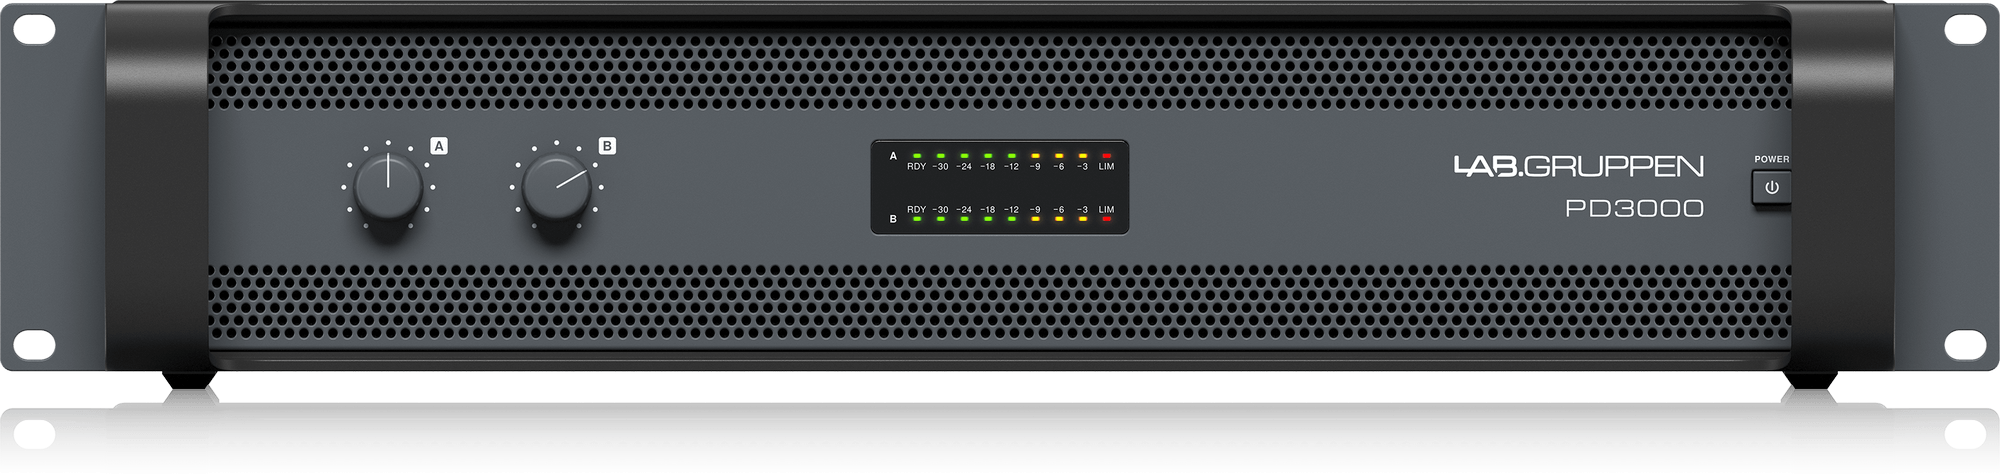 A
B
A
RDY -30 -24 -18 -12 -9 -6 -3 LIM
RDY -30 -24 -18 -12 -9 -6 -3 LIM
B
LAB.GRUPPEN
PD3000
POWER